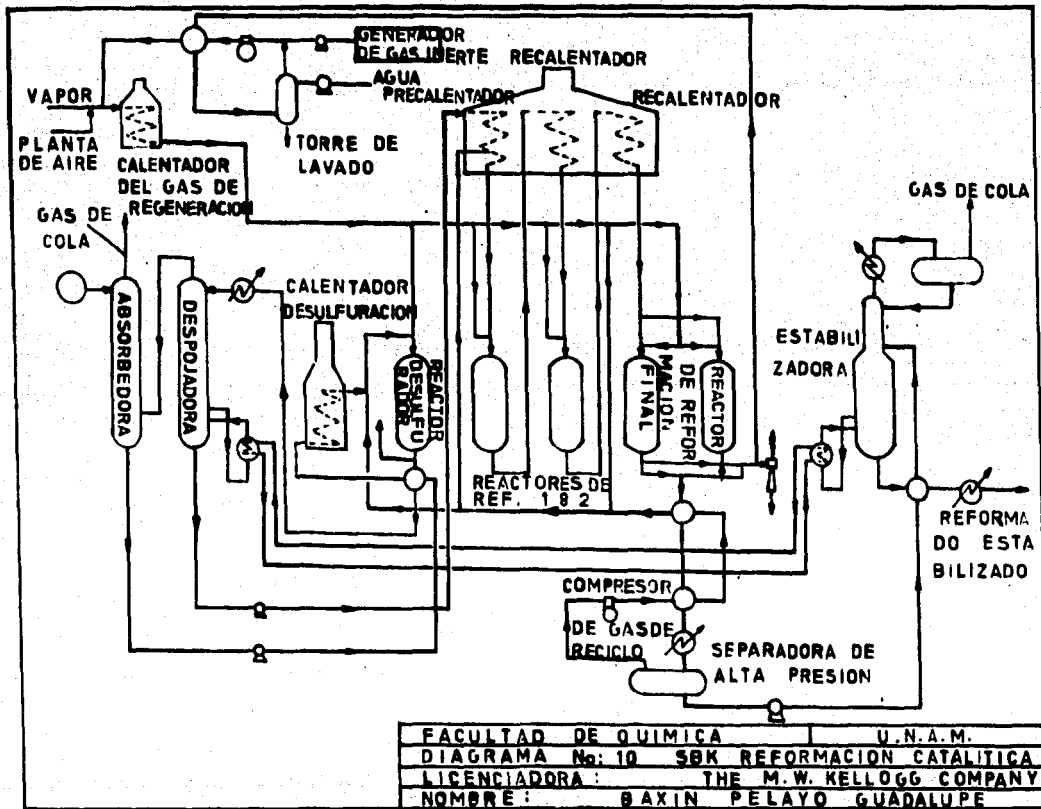 GENERADOR
DE GAS INERTE
RECALENTADOR
AGUA
PRECALENTADOR
RECALENTADOR
VAPOR
PLANTA
DE AIRE
TORRE DE
LAVADO
CALENTADOR
DEL GAS DE
REGENERACION
GAS DE
COLA
GAS DE COLA
ABSORBEDORA
DESPOJADORA
CALENTADOR
DESULFURACION
REACTOR
DESULFU
RADOR
REACTOR
DE REFOR
MACION
FINAL
ESTABILI
ZADORA
REACTORES DE
REF. 1 8 2
REFORMA
DO ESTA
BILIZADO
COMPRESOR
DE GAS DE
RECICLO
SEPARADORA DE
ALTA PRESION
FACULTAD DE QUIMICA U.N.A.M.
DIAGRAMA No: 10 SBK REFORMACION CATALITICA
LICENCIADORA : THE M.W. KELLOGG COMPANY
NOMBRE : BAXIN PELAYO GUADALUPE